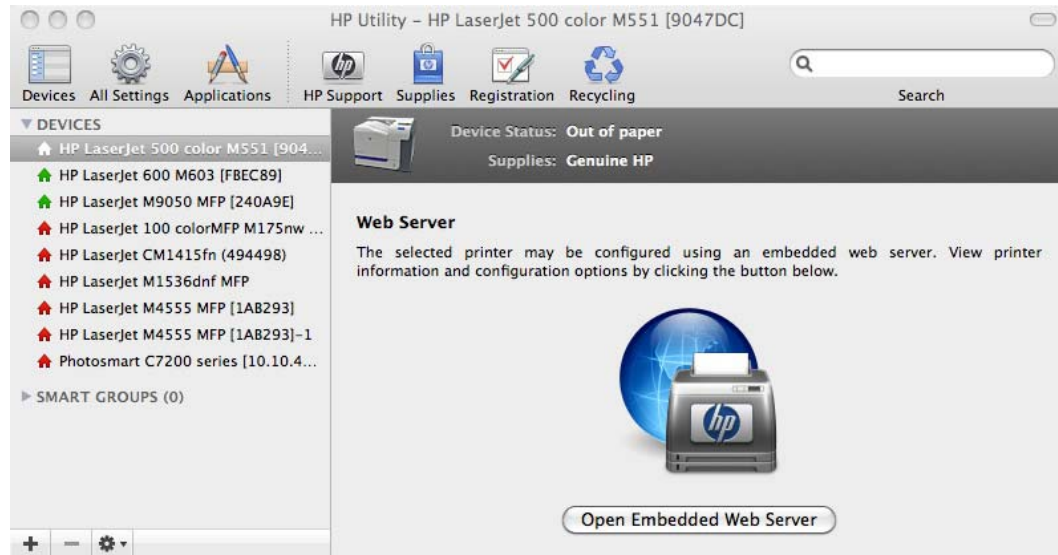 HP Utility – HP LaserJet 500 color M551 [9047DC]
Devices All Settings Applications HP Support Supplies Registration Recycling Search
DEVICES
HP LaserJet 500 color M551 [904...
HP LaserJet 600 M603 [FBEC89]
HP LaserJet M9050 MFP [240A9E]
HP LaserJet 100 colorMFP M175nw ...
HP LaserJet CM1415fn (494498)
HP LaserJet M1536dnf MFP
HP LaserJet M4555 MFP [1AB293]
HP LaserJet M4555 MFP [1AB293]-1
Photosmart C7200 series [10.10.4...
SMART GROUPS (0)
Device Status: Out of paper
Supplies: Genuine HP
Web Server
The selected printer may be configured using an embedded web server. View printer
information and configuration options by clicking the button below.
hp
Open Embedded Web Server